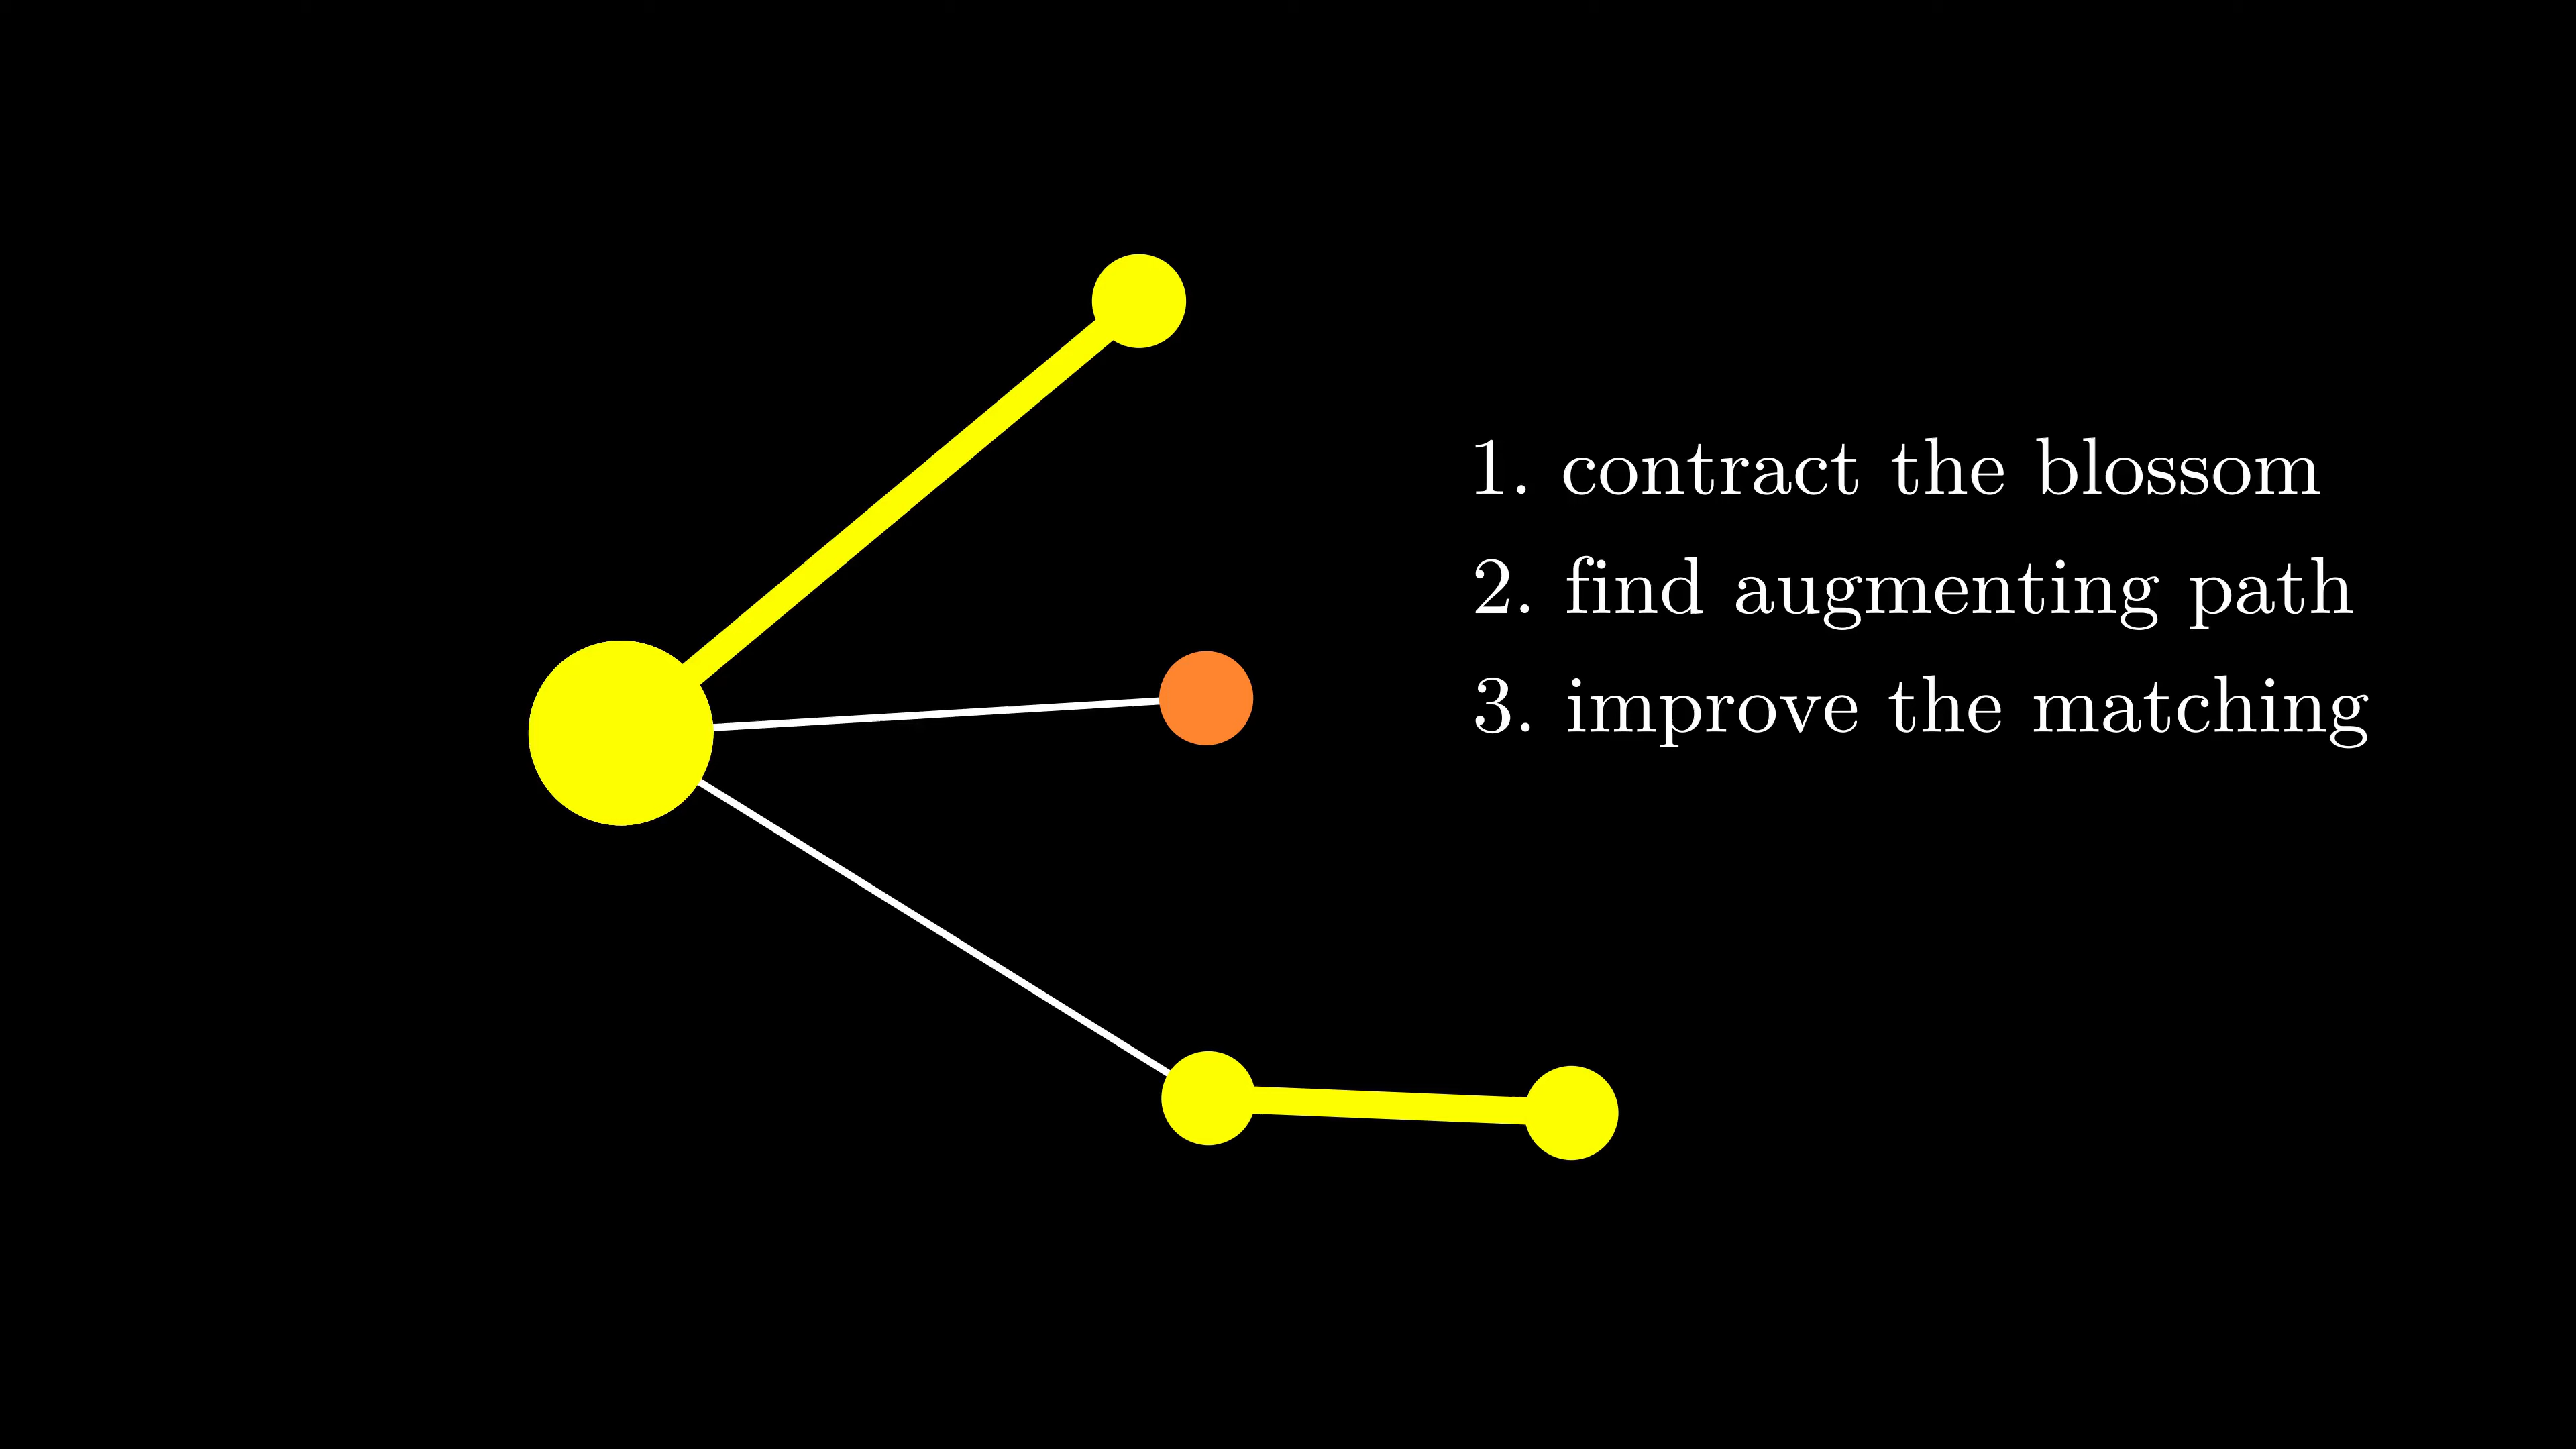 1. contract the blossom
2. find augmenting path
3. improve the matching